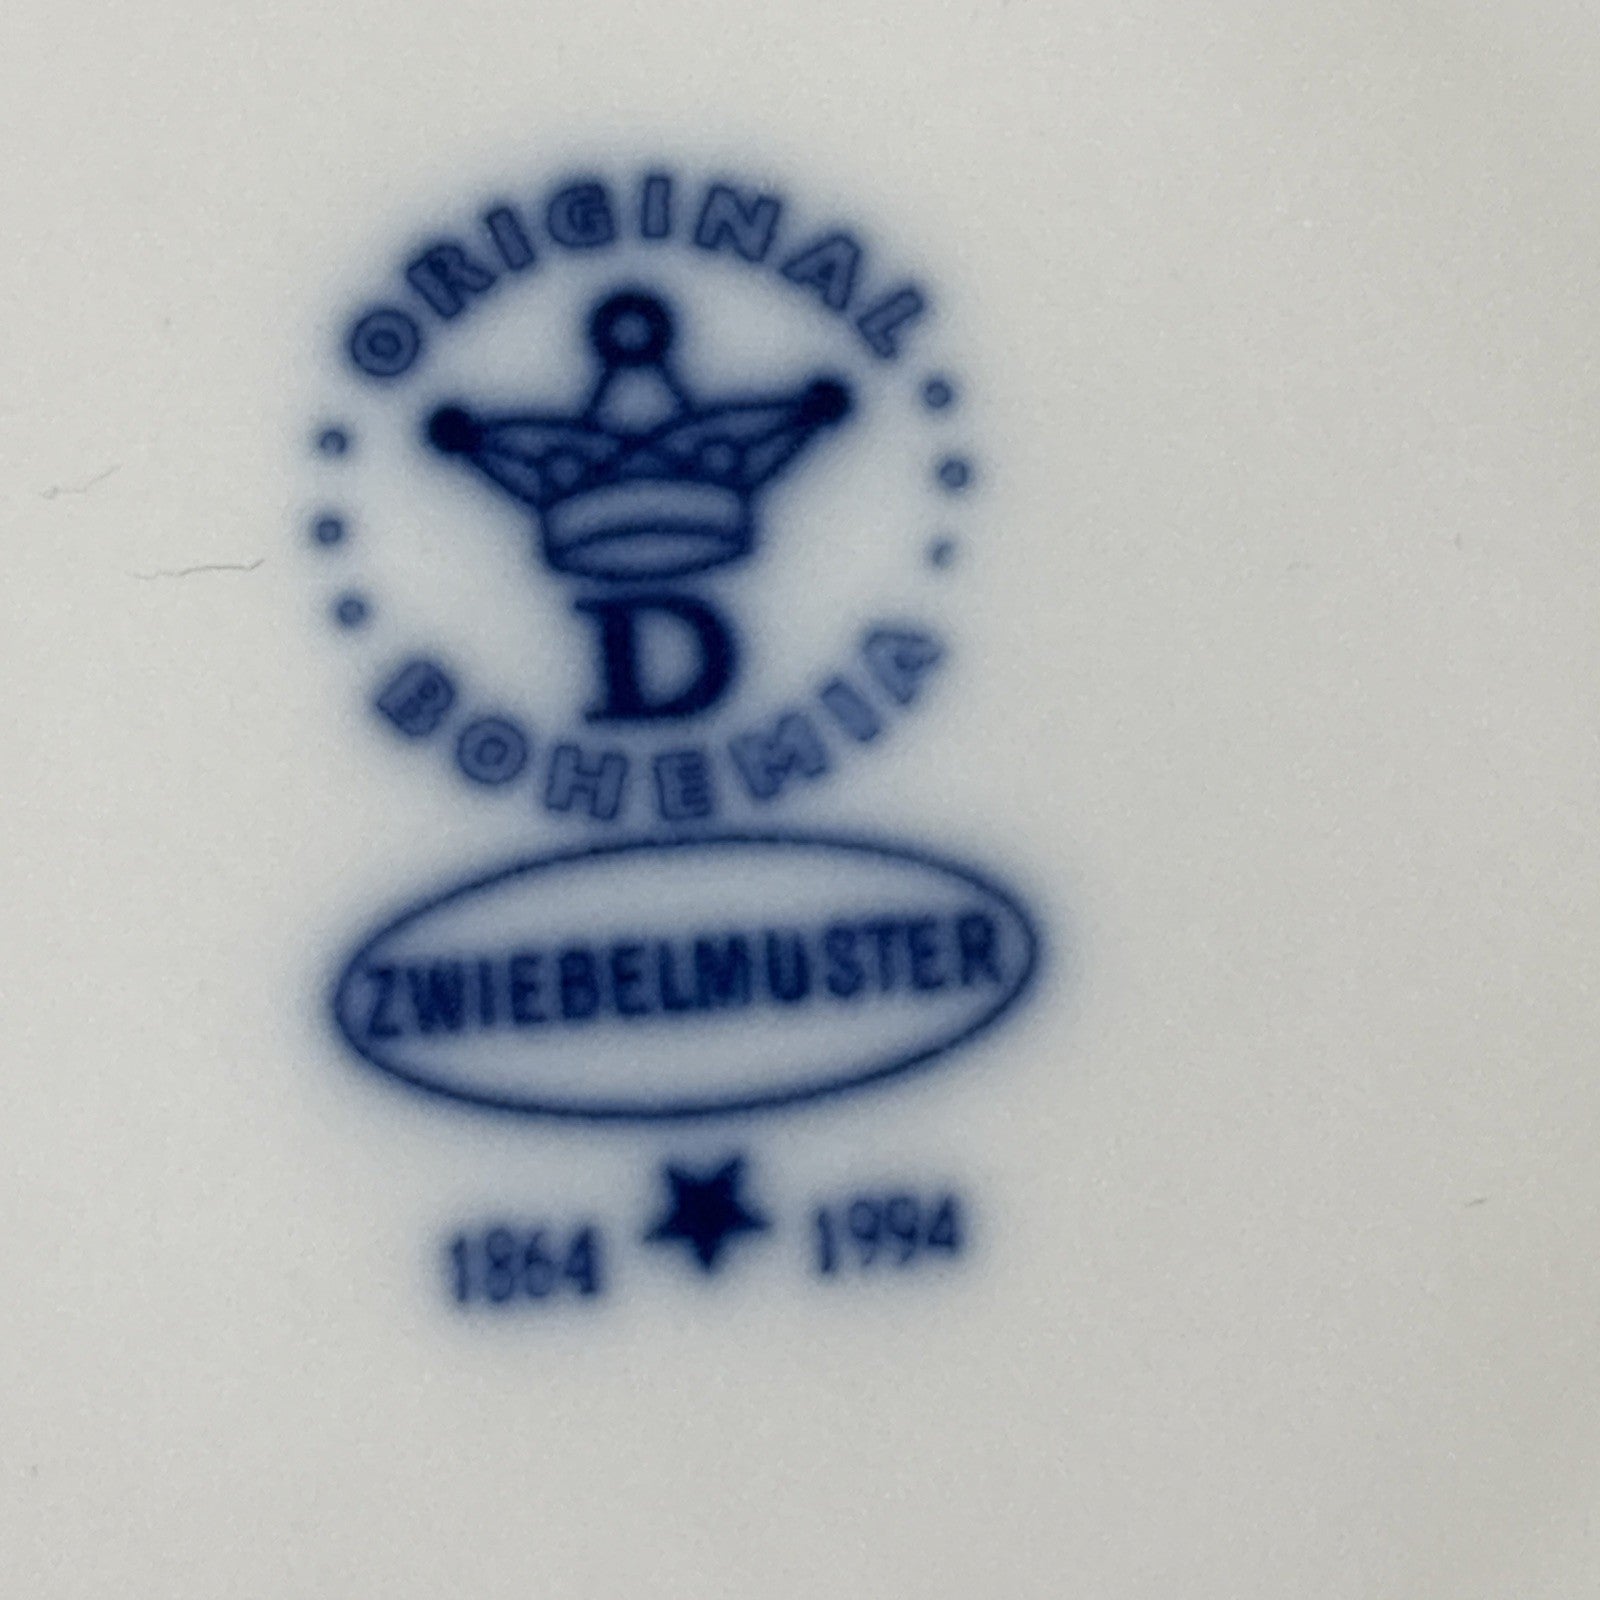 ORIGINAL
D
BOHEMIA
ZWIEBELMUSTER
1864 ★ 1994